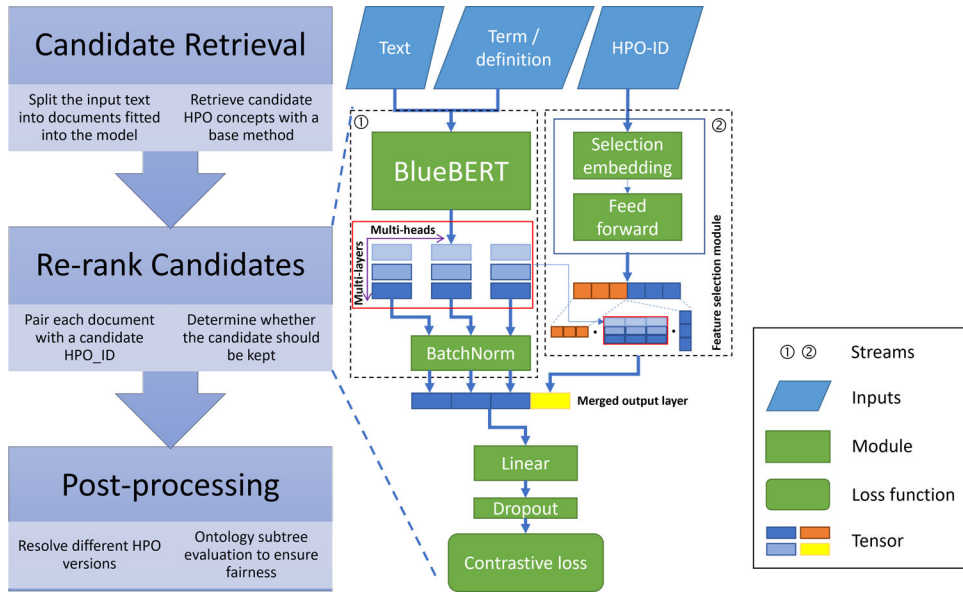 Candidate Retrieval
Split the input text
into documents fitted
into the model
Retrieve candidate
HPO concepts with a
base method
Re-rank Candidates
Pair each document
with a candidate
HPO_ID
Determine whether
the candidate should
be kept
Post-processing
Resolve different HPO
versions
Ontology subtree
evaluation to ensure
fairness
Text
Term /
definition
HPO-ID
①
BlueBERT
Multi-heads
Multi-layers
BatchNorm
②
Selection
embedding
Feed
forward
Feature selection module
Merged output layer
Linear
Dropout
Contrastive loss
① ② Streams
Inputs
Module
Loss function
Tensor